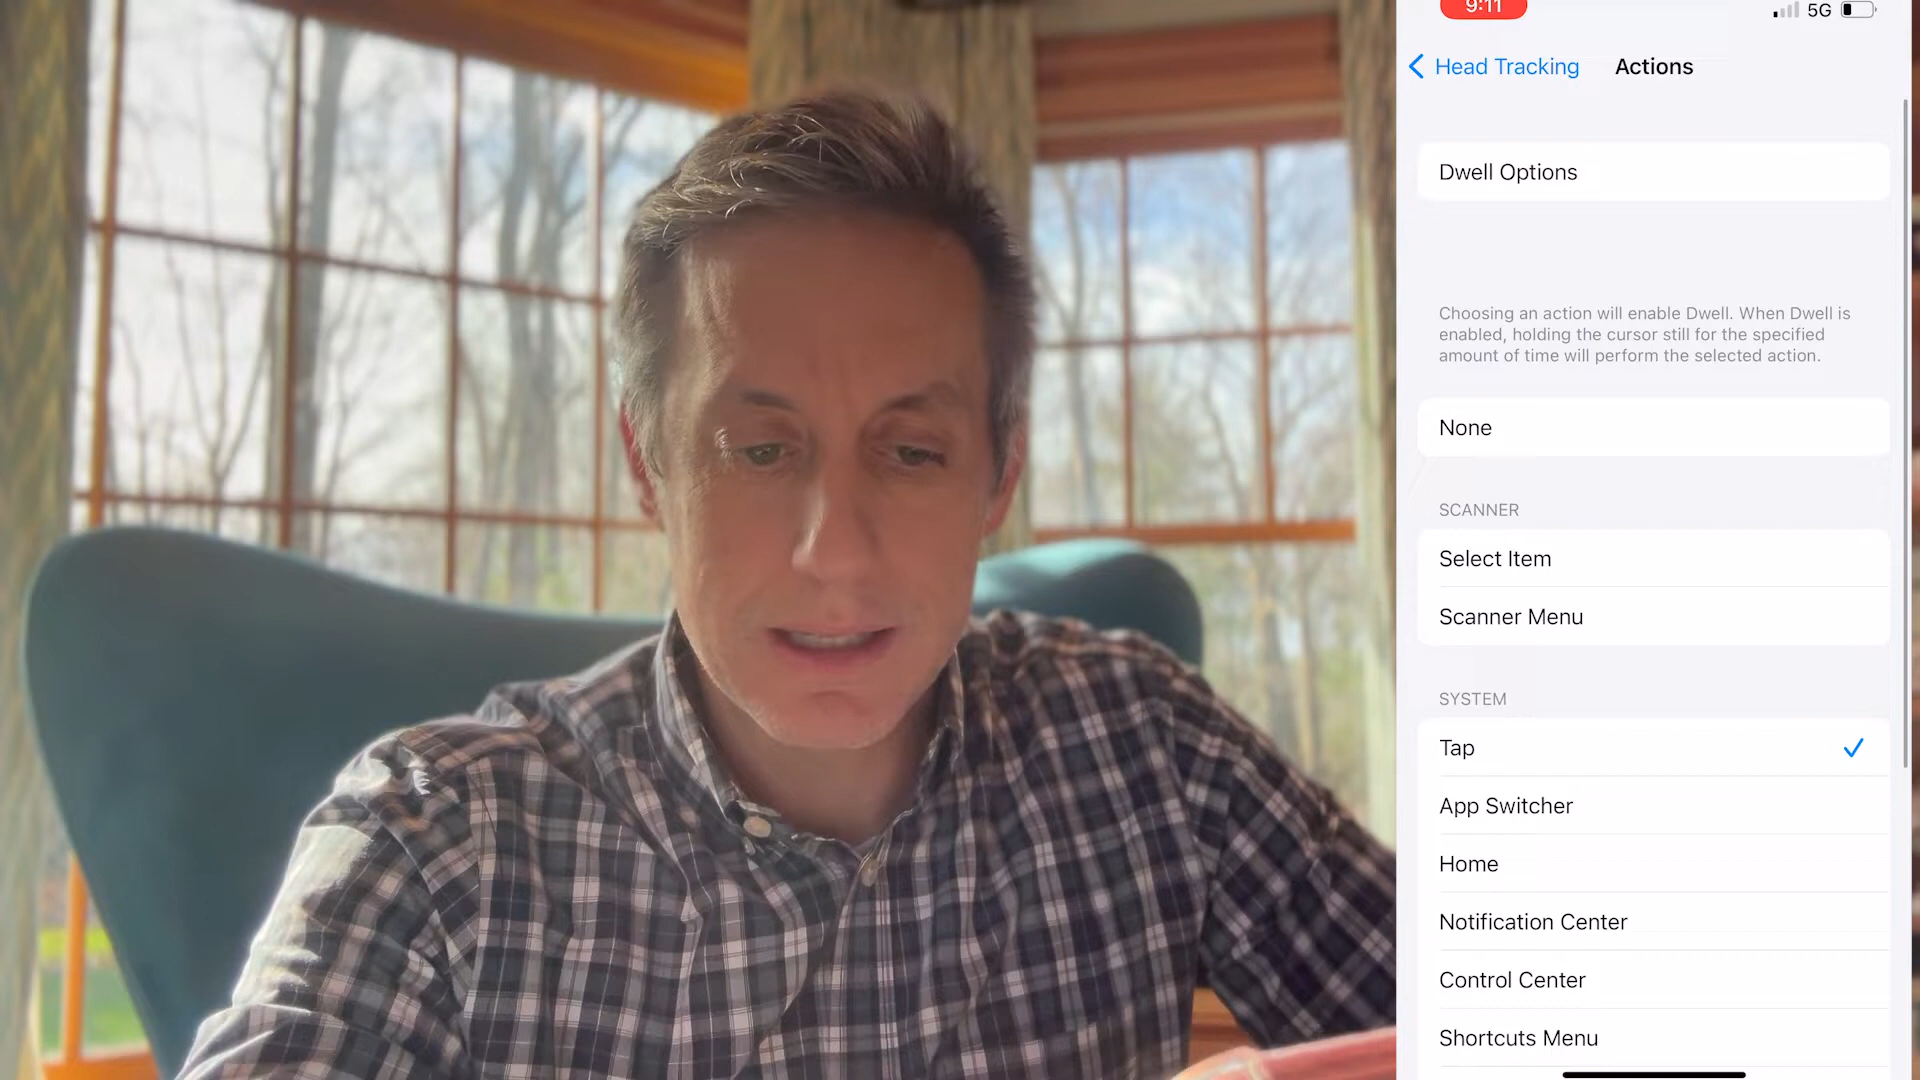 9:11
5G
Head Tracking
Actions
Dwell Options
Choosing an action will enable Dwell. When Dwell is
enabled, holding the cursor still for the specified
amount of time will perform the selected action.
None
SCANNER
Select Item
Scanner Menu
SYSTEM
Tap
App Switcher
Home
Notification Center
Control Center
Shortcuts Menu